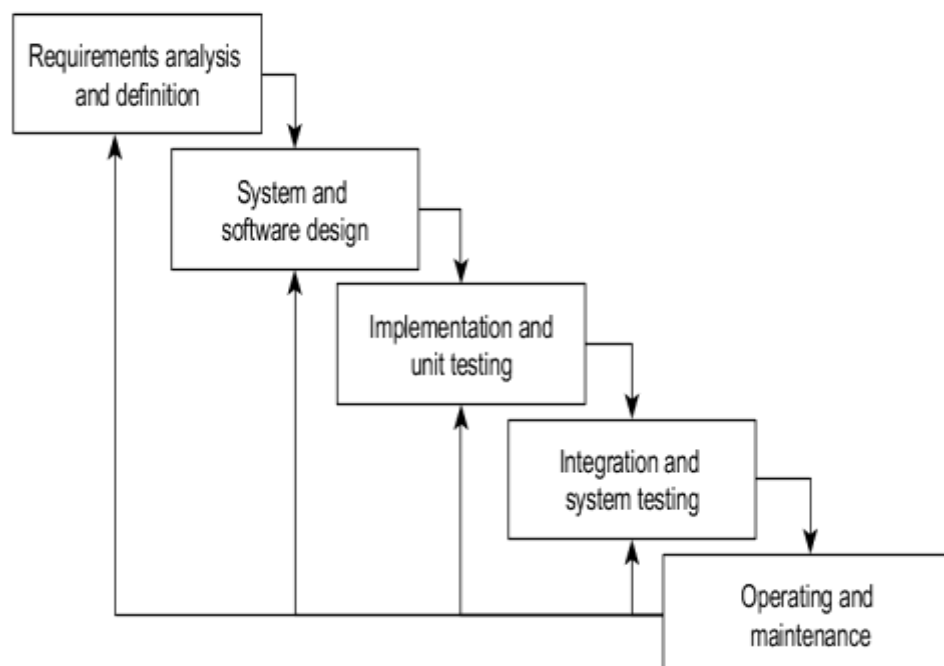 Requirements analysis
and definition
System and
software design
Implementation and
unit testing
Integration and
system testing
Operating and
maintenance